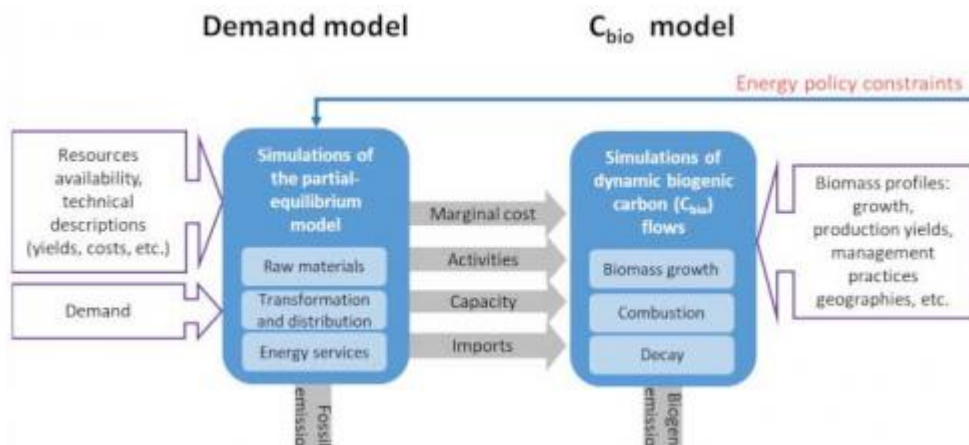 Demand model
C_bio model
Energy policy constraints
Resources
availability,
technical
descriptions
(yields, costs, etc.)
Demand
Simulations of
the partial-
equilibrium
model
Raw materials
Transformation
and distribution
Energy services
Marginal cost
Activities
Capacity
Imports
Simulations of
dynamic biogenic
carbon (C_bio)
flows
Biomass growth
Combustion
Decay
Biomass profiles:
growth,
production yields,
management
practices
geographies, etc.